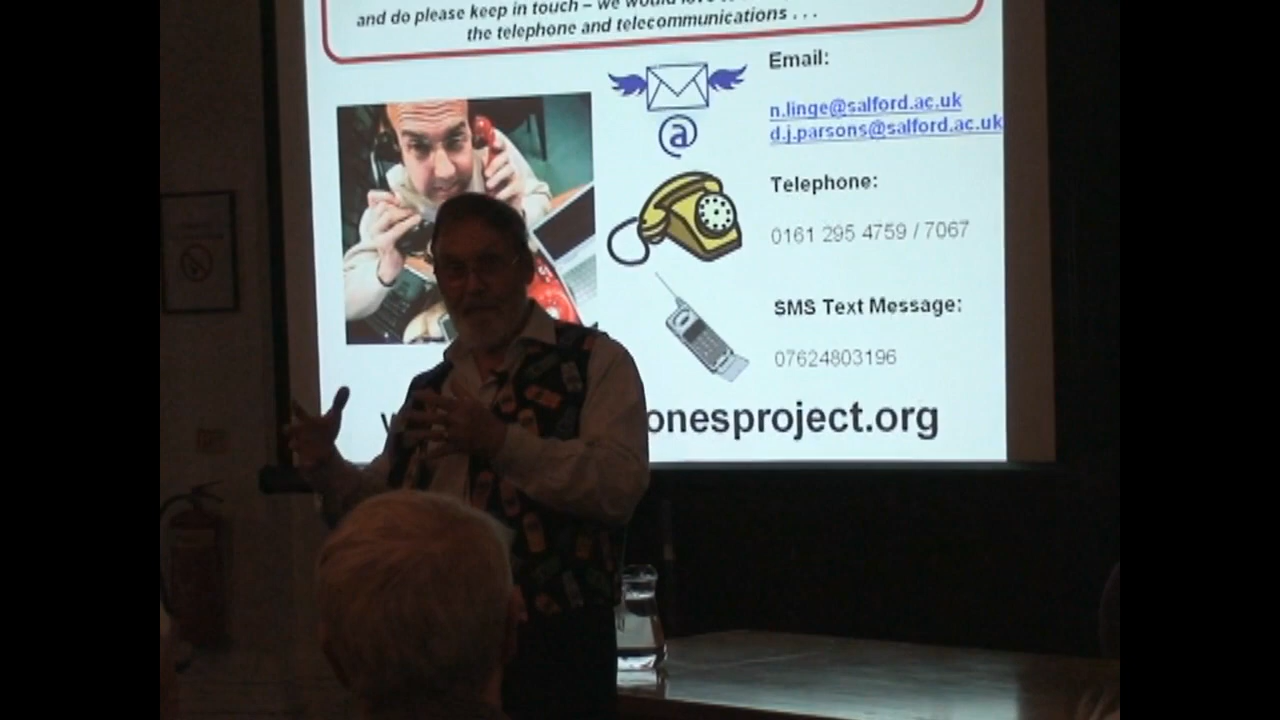 and do please keep in touch – we would love
the telephone and telecommunications . . .
Email:
n.linge@salford.ac.uk
d.j.parsons@salford.ac.uk
@
Telephone:
0161 295 4759 / 7067
SMS Text Message:
07624803196
onesproject.org